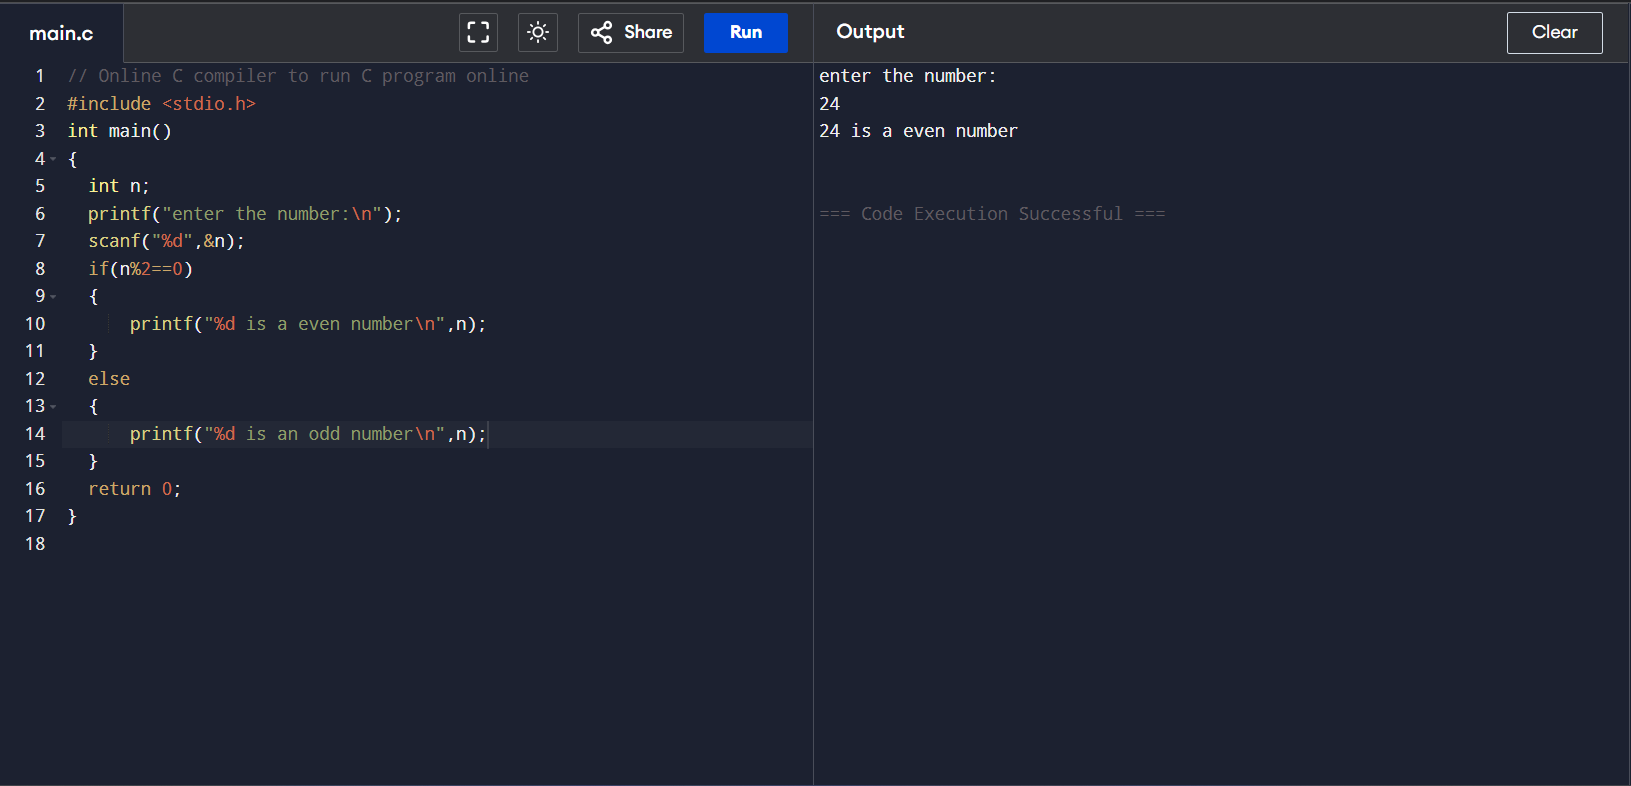 main.c
Share
Run
Output
Clear
1 // Online C compiler to run C program online
2 #include <stdio.h>
3 int main()
4 {
5 int n;
6 printf("enter the number:\n");
7 scanf("%d",&n);
8 if(n%2==0)
9 {
10 printf("%d is a even number\n",n);
11 }
12 else
13 {
14 printf("%d is an odd number\n",n);
15 }
16 return 0;
17 }
18
enter the number:
24
24 is a even number
=== Code Execution Successful ===